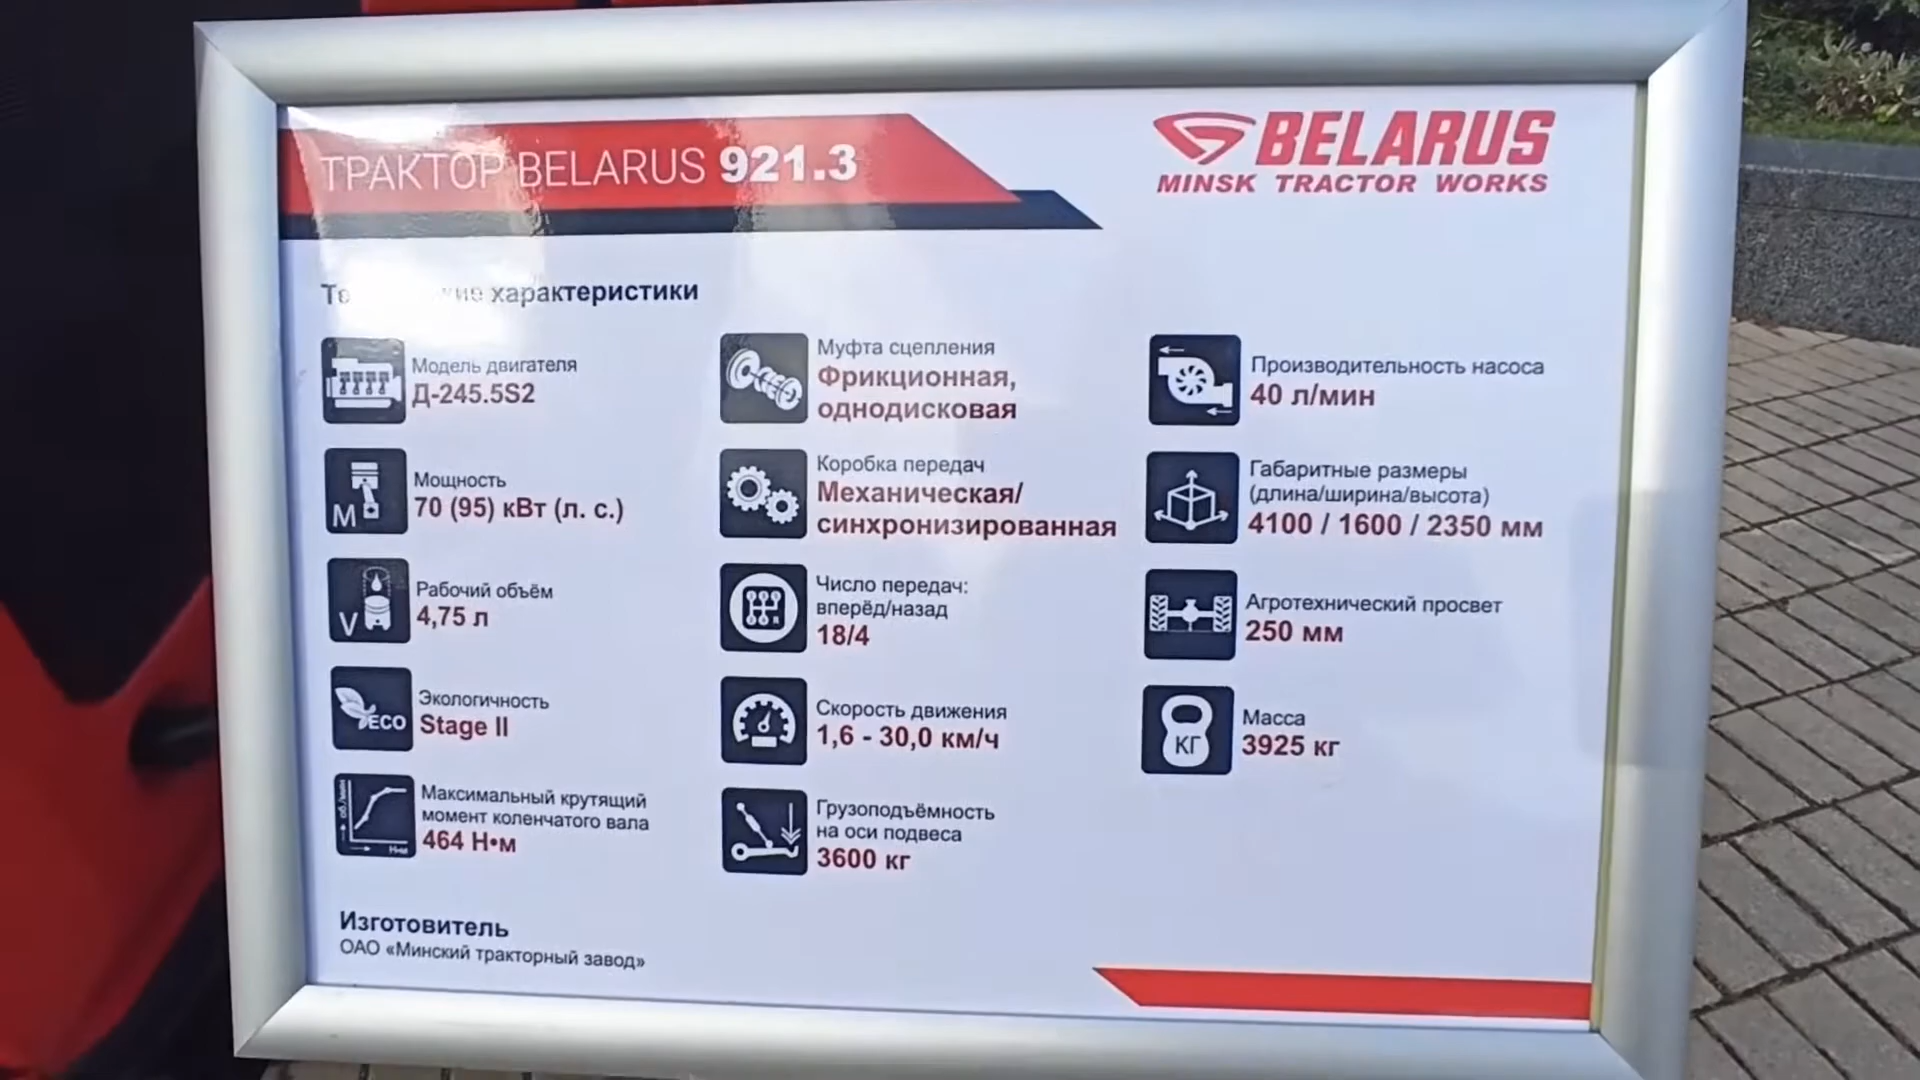 ТРАКТОР BELARUS 921.3
BELARUS
MINSK TRACTOR WORKS
характеристики
Модель двигателя
Д-245.5S2
M
Мощность
70 (95) кВт (л. с.)
V
Рабочий объём
4,75 л
ECO
Экологичность
Stage II
Н•м
Максимальный крутящий
момент коленчатого вала
464 Н•м
Муфта сцепления
Фрикционная,
однодисковая
Коробка передач
Механическая/
синхронизированная
Число передач:
вперёд/назад
18/4
Скорость движения
1,6 - 30,0 км/ч
Грузоподъёмность
на оси подвеса
3600 кг
Производительность насоса
40 л/мин
Габаритные размеры
(длина/ширина/высота)
4100 / 1600 / 2350 мм
Агротехнический просвет
250 мм
КГ
Масса
3925 кг
Изготовитель
ОАО «Минский тракторный завод»